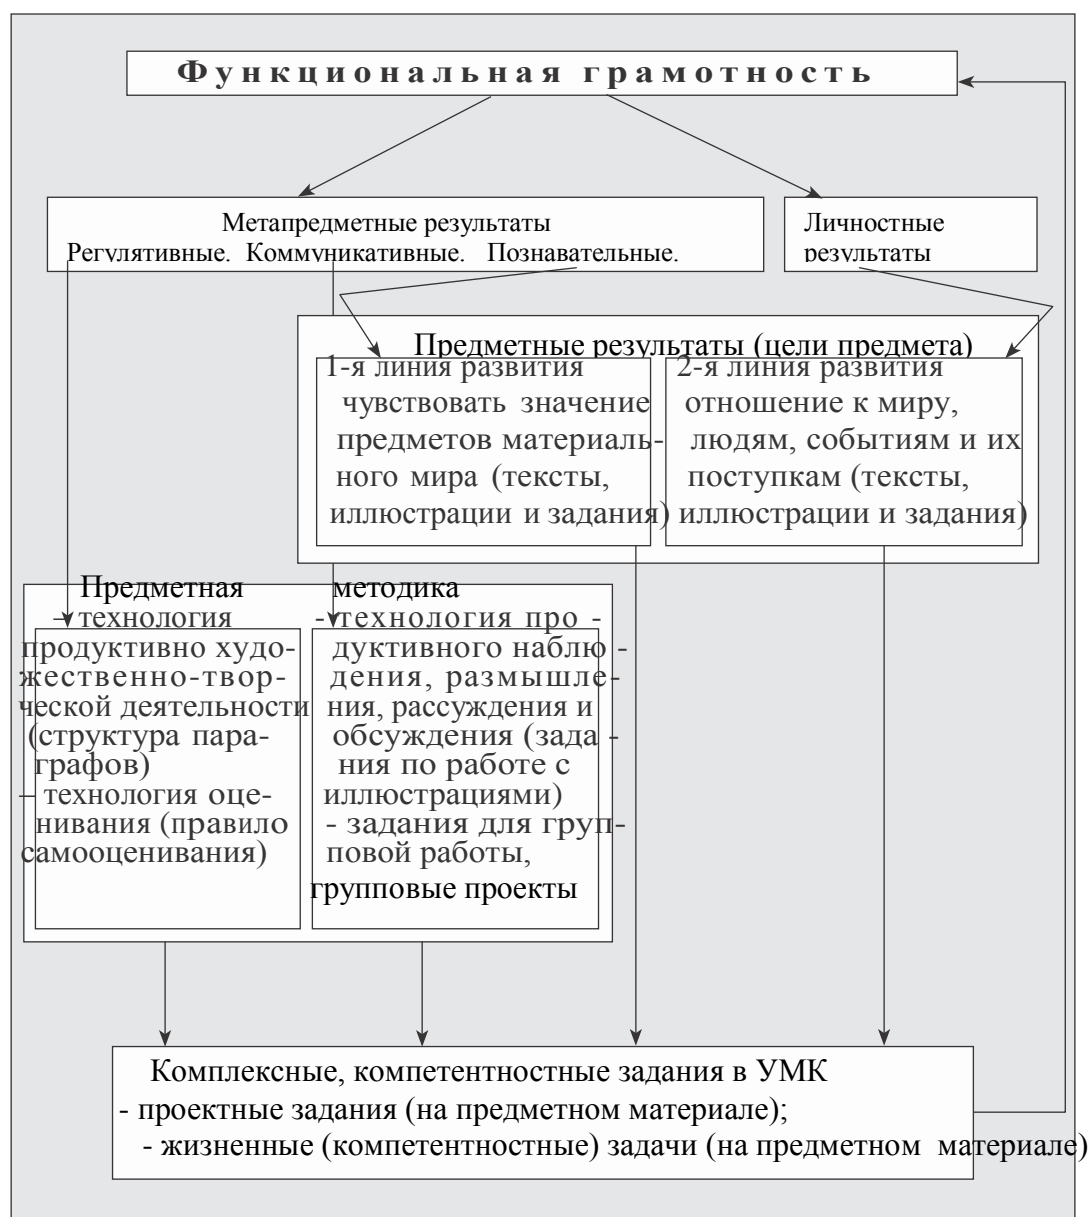 Функциональная грамотность
Метапредметные результаты
Регулятивные. Коммуникативные. Познавательные.
Личностные
результаты
Предметные результаты (цели предмета)
1-я линия развития
чувствовать значение
предметов материаль-
ного мира (тексты,
иллюстрации и задания)
2-я линия развития
отношение к миру,
людям, событиям и их
поступкам (тексты,
иллюстрации и задания)
Предметная методика
– технология
продуктивно худо-
жественно-твор-
ческой деятельности
(структура пара-
графов)
– технология оце-
нивания (правило
самооценивания)
- технология про -
дуктивного наблю -
дения, размышле-
ния, рассуждения и
обсуждения (зада -
ния по работе с
иллюстрациями)
- задания для груп-
повой работы,
групповые проекты
Комплексные, компетентностные задания в УМК
- проектные задания (на предметном материале);
- жизненные (компетентностные) задачи (на предметном материале)